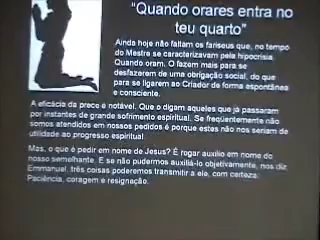 “Quando orares entra no
teu quarto”
Ainda hoje não faltam os fariseus que, no tempo
do Mestre se caracterizavam pela hipocrisia.
Quando oram. O fazem mais para se
desfazerem de uma obrigação social, do que
para se ligarem ao Criador de forma espontânea
e consciente.
A eficácia da prece é notável. Que o digam aqueles que já passaram
por instantes de grande sofrimento espiritual. Se freqüentemente não
somos atendidos em nossos pedidos é porque estes não nos seriam de
utilidade ao progresso espiritual.
Mas, o que é pedir em nome de Jesus? É rogar auxílio em nome do
nosso semelhante. E se não pudermos auxiliá-lo objetivamente, nos diz
Emmanuel, três coisas poderemos transmitir a ele, com certeza:
Paciência, coragem e resignação.